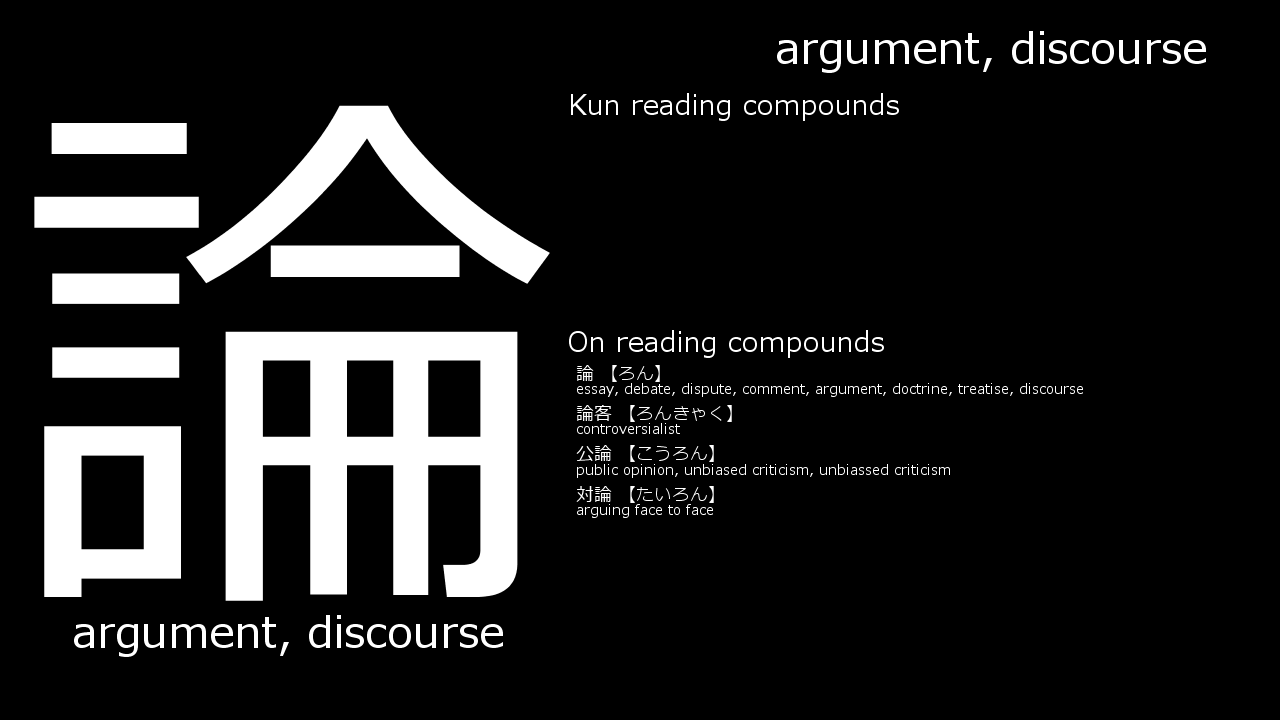 argument, discourse
論
argument, discourse
Kun reading compounds
On reading compounds
論 【ろん】
essay, debate, dispute, comment, argument, doctrine, treatise, discourse
論客 【ろんきゃく】
controversialist
公論 【こうろん】
public opinion, unbiased criticism, unbiassed criticism
対論 【たいろん】
arguing face to face